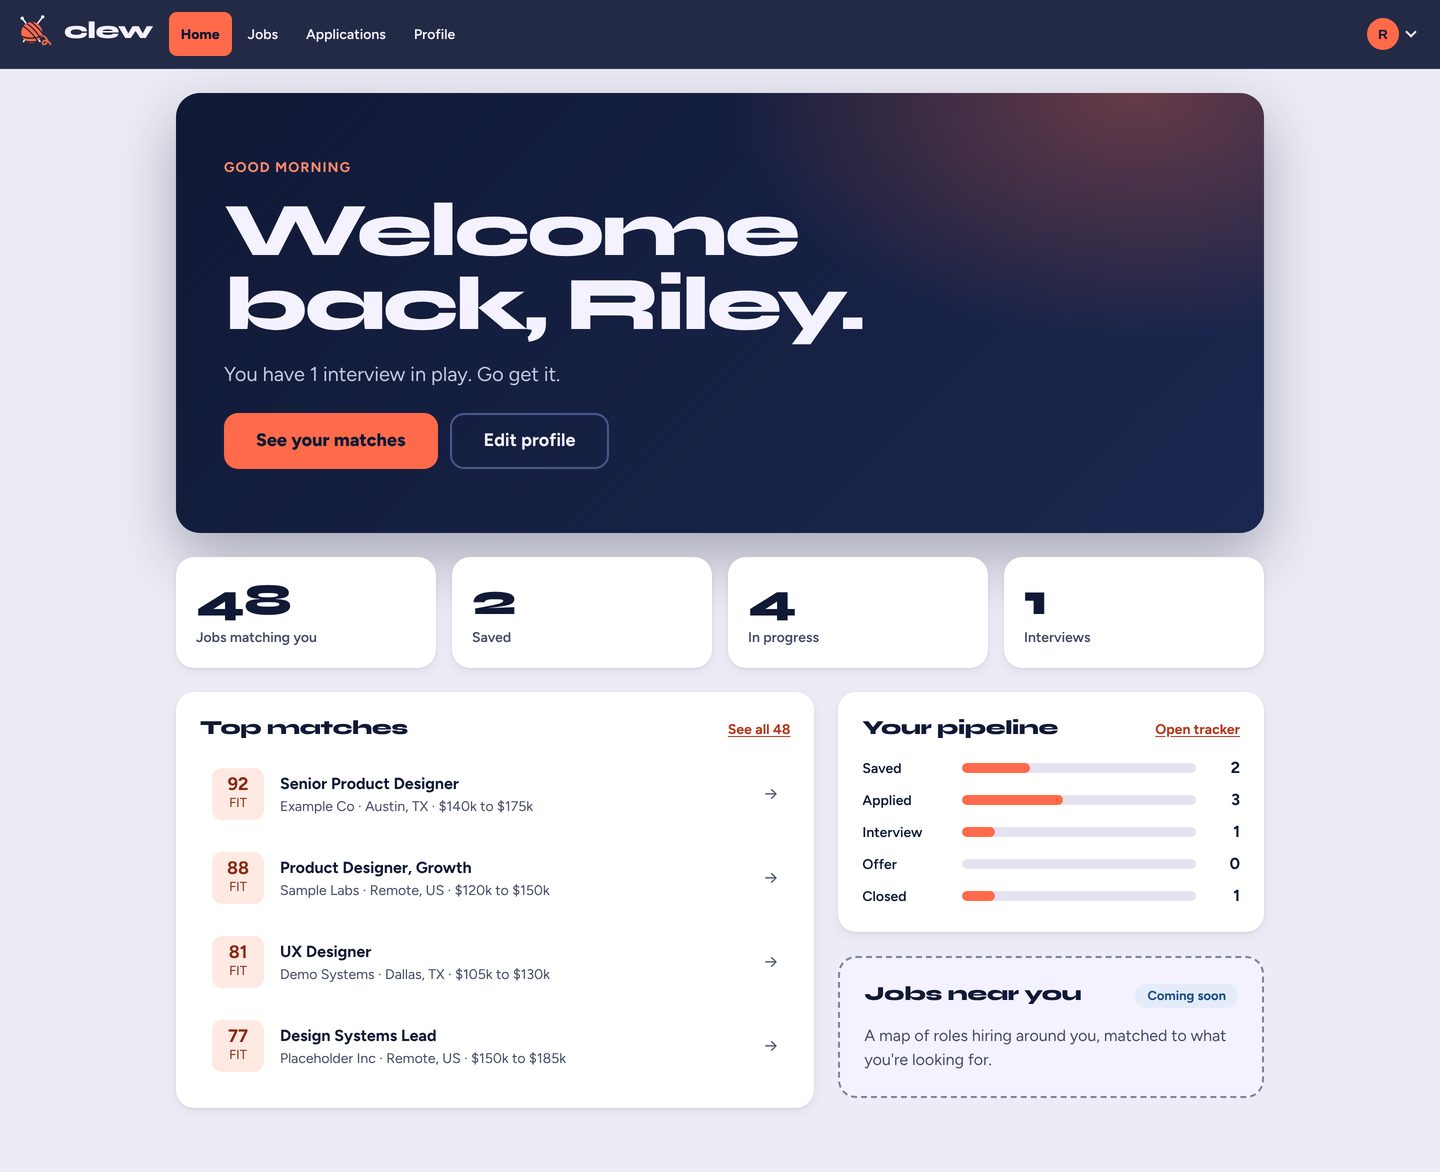 clew
Home
Jobs
Applications
Profile
R
GOOD MORNING
Welcome
back, Riley.
You have 1 interview in play. Go get it.
See your matches
Edit profile
48
Jobs matching you
2
Saved
4
In progress
1
Interviews
Top matches
See all 48
92
FIT
Senior Product Designer
Example Co · Austin, TX · $140k to $175k
88
FIT
Product Designer, Growth
Sample Labs · Remote, US · $120k to $150k
81
FIT
UX Designer
Demo Systems · Dallas, TX · $105k to $130k
77
FIT
Design Systems Lead
Placeholder Inc · Remote, US · $150k to $185k
Your pipeline
Open tracker
Saved 2
Applied 3
Interview 1
Offer 0
Closed 1
Jobs near you
Coming soon
A map of roles hiring around you, matched to what
you're looking for.